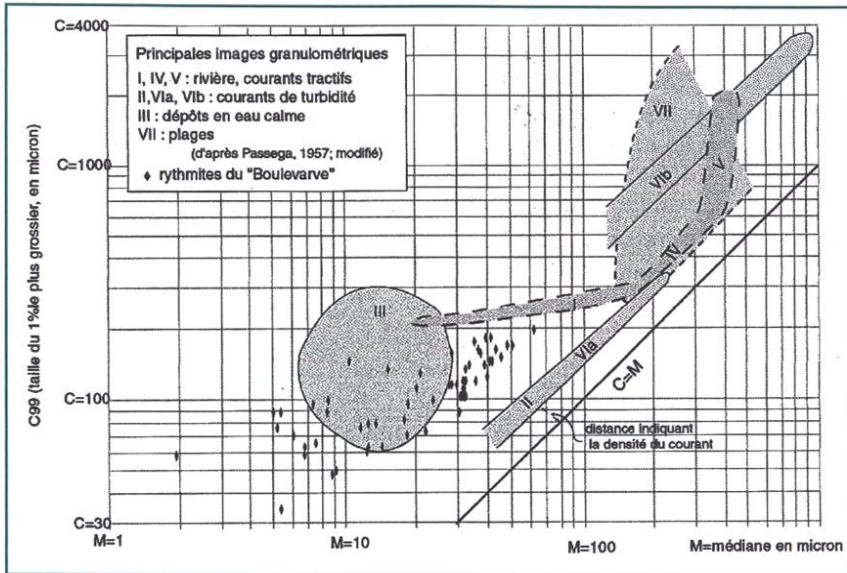 C=4000
Principales images granulométriques
I, IV, V : rivière, courants tractifs
II,VIa, VIb : courants de turbidité
III : dépôts en eau calme
VII : plages
(d'après Passega, 1957; modifié)
♦ rythmites du "Boulevarve"
VII
C=1000
V
VIb
IV
III
C99 (taille du 1%le plus grossier, en micron)
VIa
C=M
C=100
II
distance indiquant
la densité du courant
C=30
M=1
M=10
M=100
M=médiane en micron